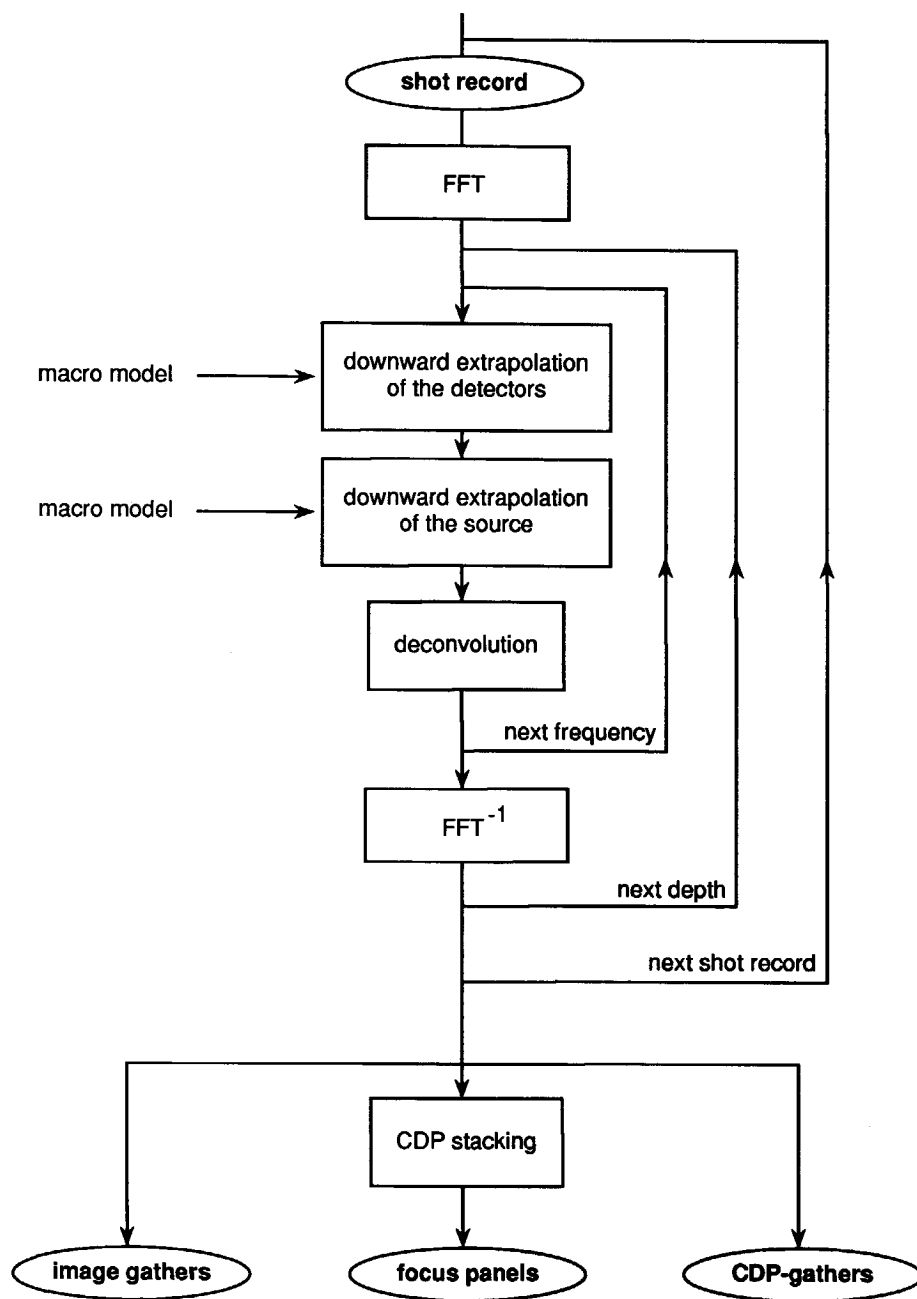 shot record
FFT
macro model
downward extrapolation
of the detectors
macro model
downward extrapolation
of the source
deconvolution
next frequency
FFT⁻¹
next depth
next shot record
CDP stacking
image gathers
focus panels
CDP-gathers